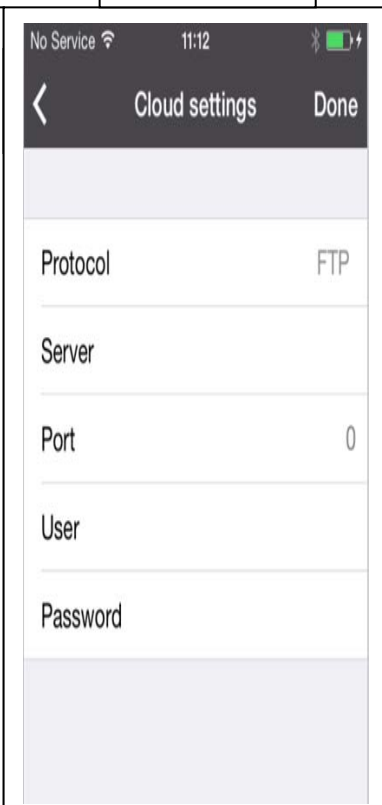 No Service 11:12
Cloud settings Done
Protocol FTP
Server
Port 0
User
Password